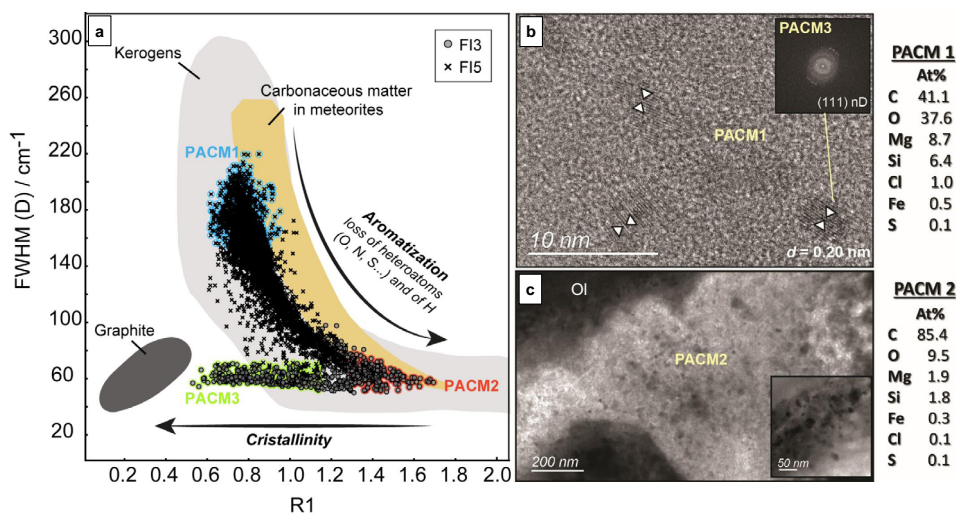 a
300
260
220
180
140
100
60
20
FWHM (D) / cm⁻¹
0.2
0.4
0.6
0.8
1.0
1.2
1.4
1.6
1.8
2.0
R1
Kerogens
Carbonaceous matter
in meteorites
FI3
FI5
PACM1
Aromatization
loss of heteroatoms
(O, N, S...) and of H
Graphite
PACM3
PACM2
Cristallinity
b
PACM3
(111) nD
PACM1
10 nm
d = 0.20 nm
PACM 1
At%
C 41.1
O 37.6
Mg 8.7
Si 6.4
Cl 1.0
Fe 0.5
S 0.1
c
Ol
PACM2
200 nm
50 nm
PACM 2
At%
C 85.4
O 9.5
Mg 1.9
Si 1.8
Fe 0.3
Cl 0.1
S 0.1